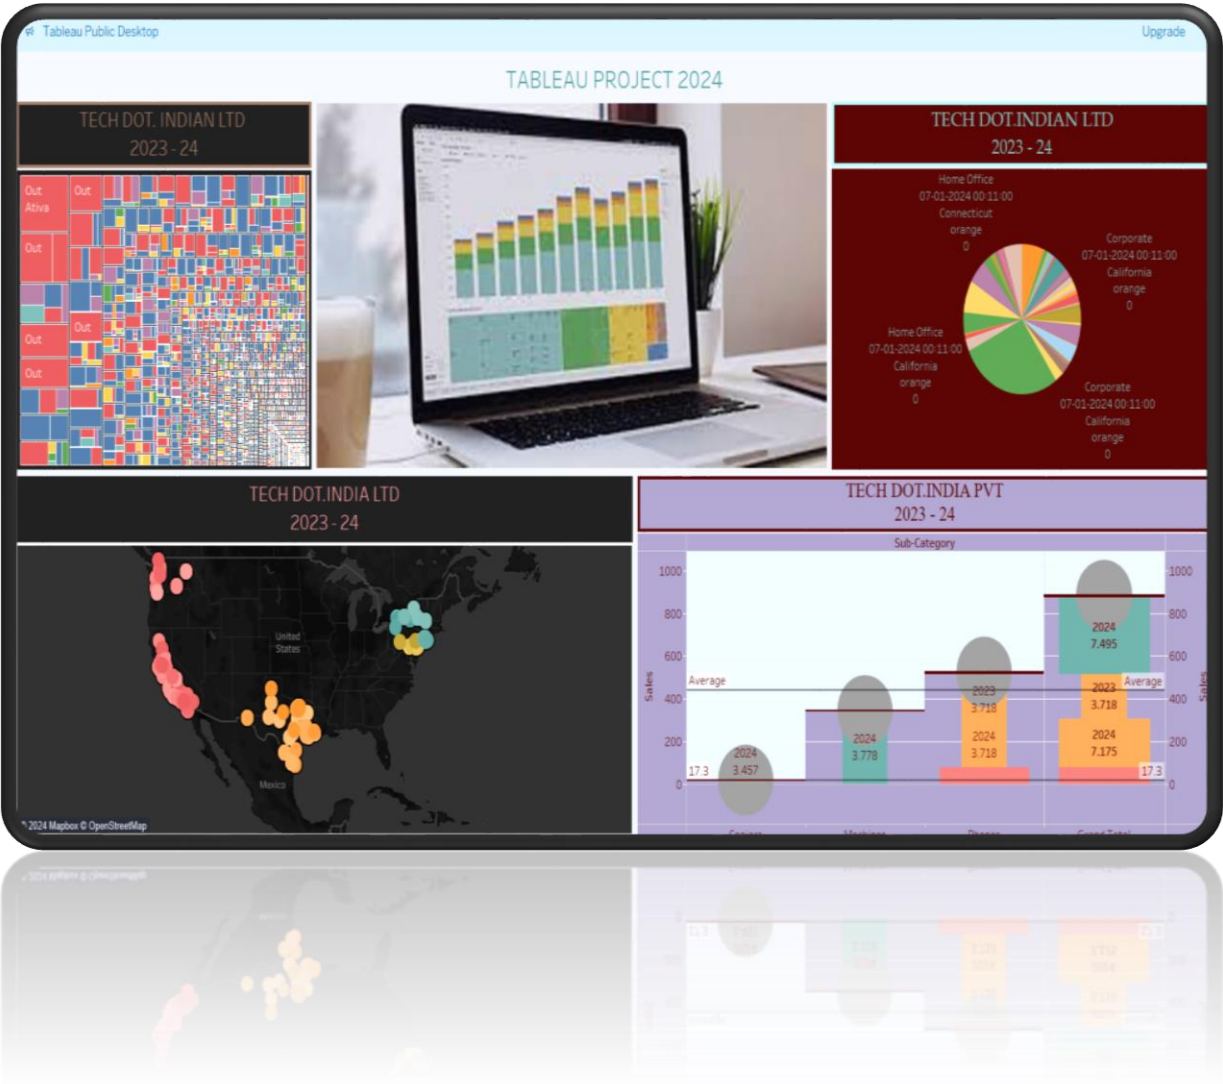 Tableau Public Desktop
Upgrade
TABLEAU PROJECT 2024
TECH DOT. INDIAN LTD
2023 - 24
Out
Ativa
Out
Out
Out
Out
Out
TECH DOT.INDIAN LTD
2023 - 24
Home Office
07-01-2024 00:11:00
Connecticut
orange
0
Corporate
07-01-2024 00:11:00
California
orange
0
Home Office
07-01-2024 00:11:00
California
orange
0
Corporate
07-01-2024 00:11:00
California
orange
0
TECH DOT.INDIA LTD
2023 - 24
United
States
Mexico
© 2024 Mapbox © OpenStreetMap
TECH DOT.INDIA PVT
2023 - 24
Sub-Category
1000
800
600
400
200
0
Sales
Average
17.3
2024
3.457
2024
3.778
2023
3.718
2024
3.718
2024
7.495
2023
3.718
2024
7.175
Average
17.3
1000
800
600
400
200
0
Sales